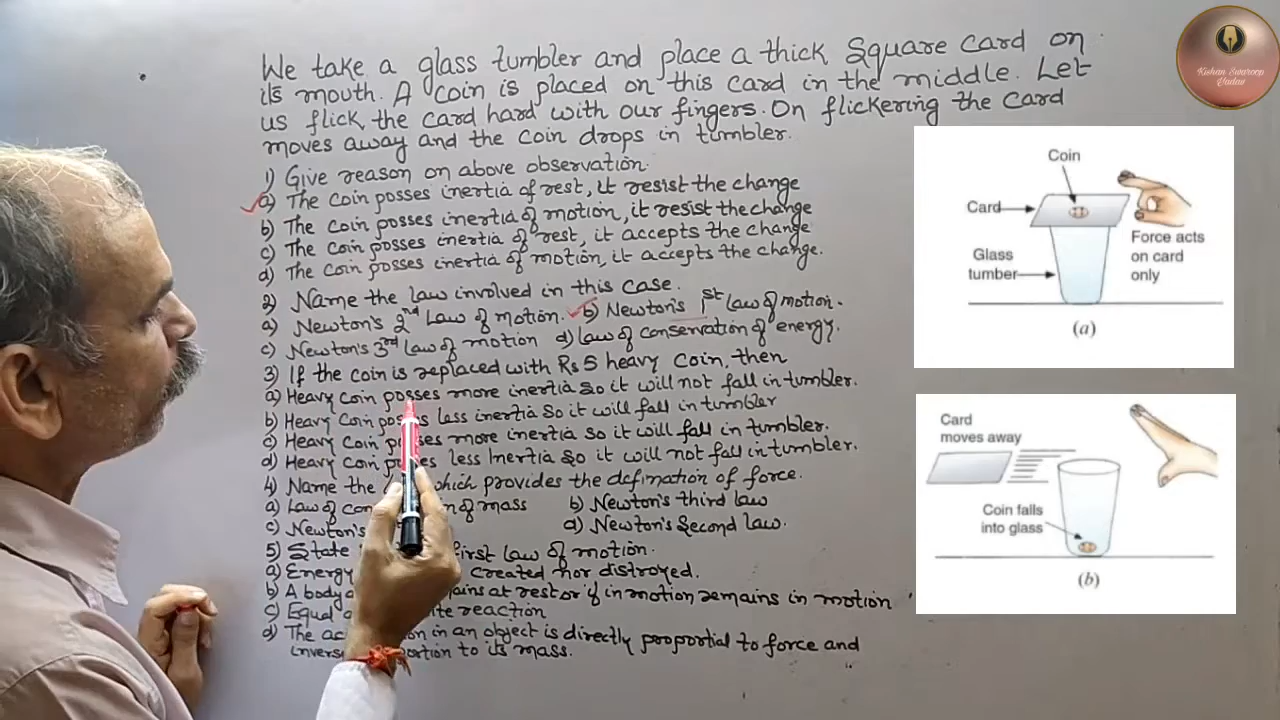 We take a glass tumbler and place a thick Square card on
its mouth. A coin is placed on this card in the middle. Let
us flick the card hard with our fingers. On flickering the card
moves away and the coin drops in tumbler.
1) Give reason on above observation.
a) The coin posses inertia of rest, it resist the change
b) The coin posses inertia of motion, it resist the change
c) The coin posses inertia of rest, it accepts the change
d) The coin posses inertia of motion, it accepts the change.
2) Name the law involved in this case.
a) Newton's 2nd Law of motion. b) Newton's 1st law of motion.
c) Newton's 3rd law of motion d) law of conservation of energy.
3) If the coin is replaced with Rs 5 heavy coin, then
a) Heavy coin posses more inertia so it will not fall in tumbler.
b) Heavy coin posses less inertia so it will fall in tumbler
c) Heavy coin posses more inertia so it will fall in tumbler.
d) Heavy coin posses less Inertia so it will not fall in tumbler.
4) Name the which provides the defination of force.
a) Law of of mass b) Newton's third law
c) Newton's d) Newton's Second law.
5) State first law of motion.
a) Energy created nor distroyed.
b) A body at rest or if in motion remains in motion
c) Equal reaction
d) The in an object is directly proportial to force and
to its mass.
Kishan Swaroop
Yadav
Coin
Card
Glass
tumber
Force acts
on card
only
(a)
Card
moves away
Coin falls
into glass
(b)